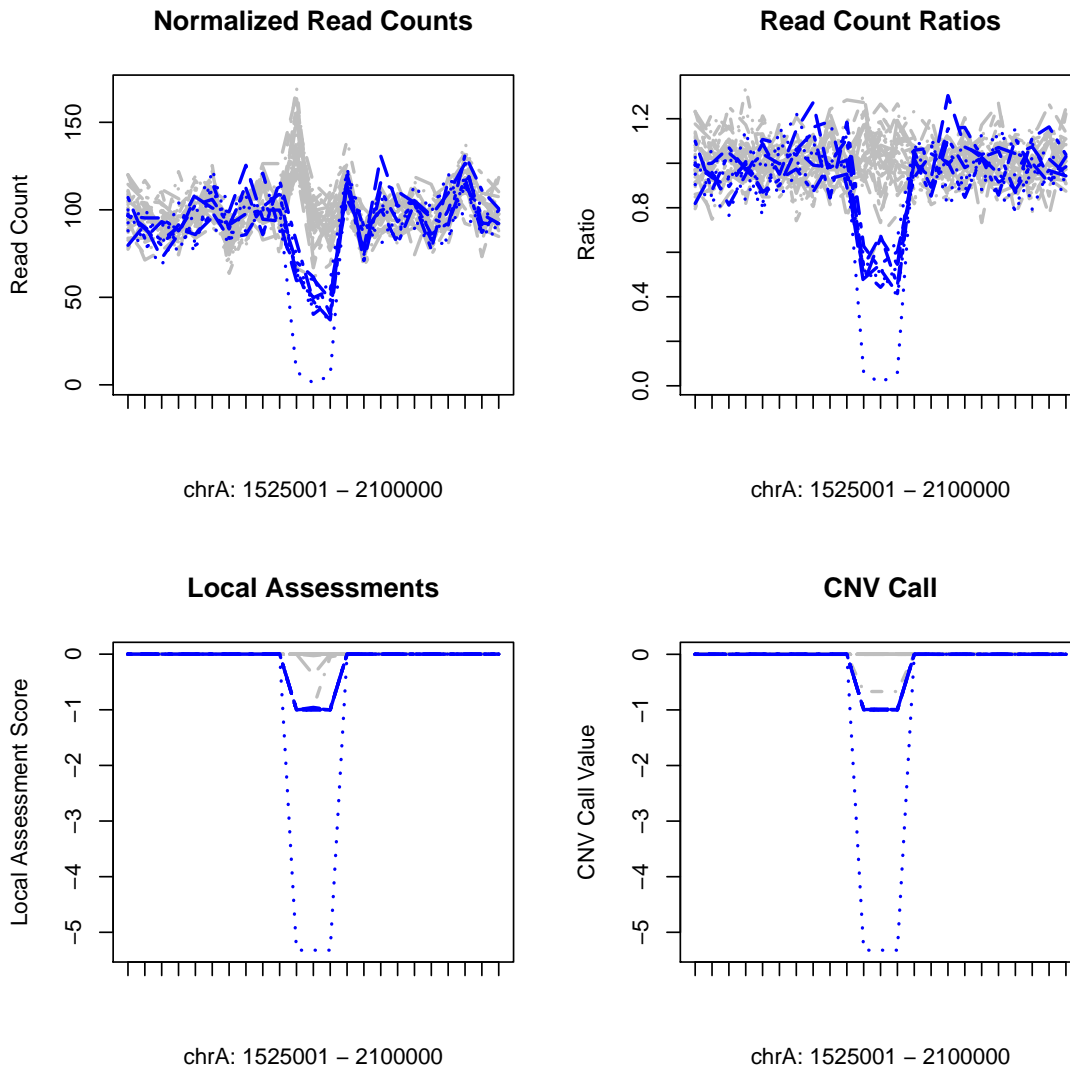 Normalized Read Counts
Read Count
150
100
50
0
chrA: 1525001 − 2100000
Read Count Ratios
Ratio
1.2
0.8
0.4
0.0
chrA: 1525001 − 2100000
Local Assessments
Local Assessment Score
0
−1
−2
−3
−4
−5
chrA: 1525001 − 2100000
CNV Call
CNV Call Value
0
−1
−2
−3
−4
−5
chrA: 1525001 − 2100000